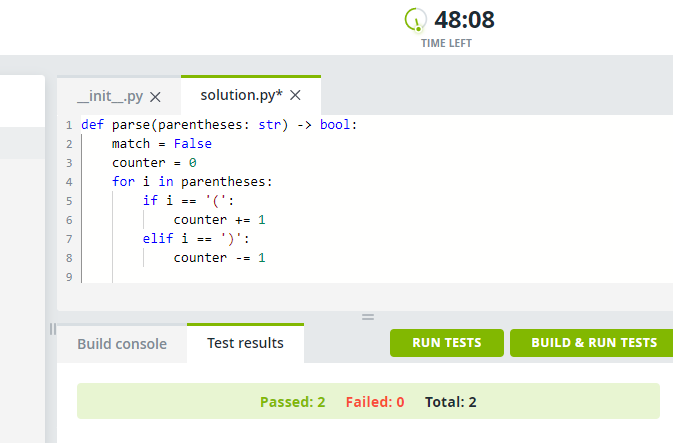 48:08
TIME LEFT
__init__.py ×
solution.py* ×
1 def parse(parentheses: str) -> bool:
2     match = False
3     counter = 0
4     for i in parentheses:
5         if i == '(':
6             counter += 1
7         elif i == ')':
8             counter -= 1
9
Build console
Test results
RUN TESTS
BUILD & RUN TESTS
Passed: 2 Failed: 0 Total: 2